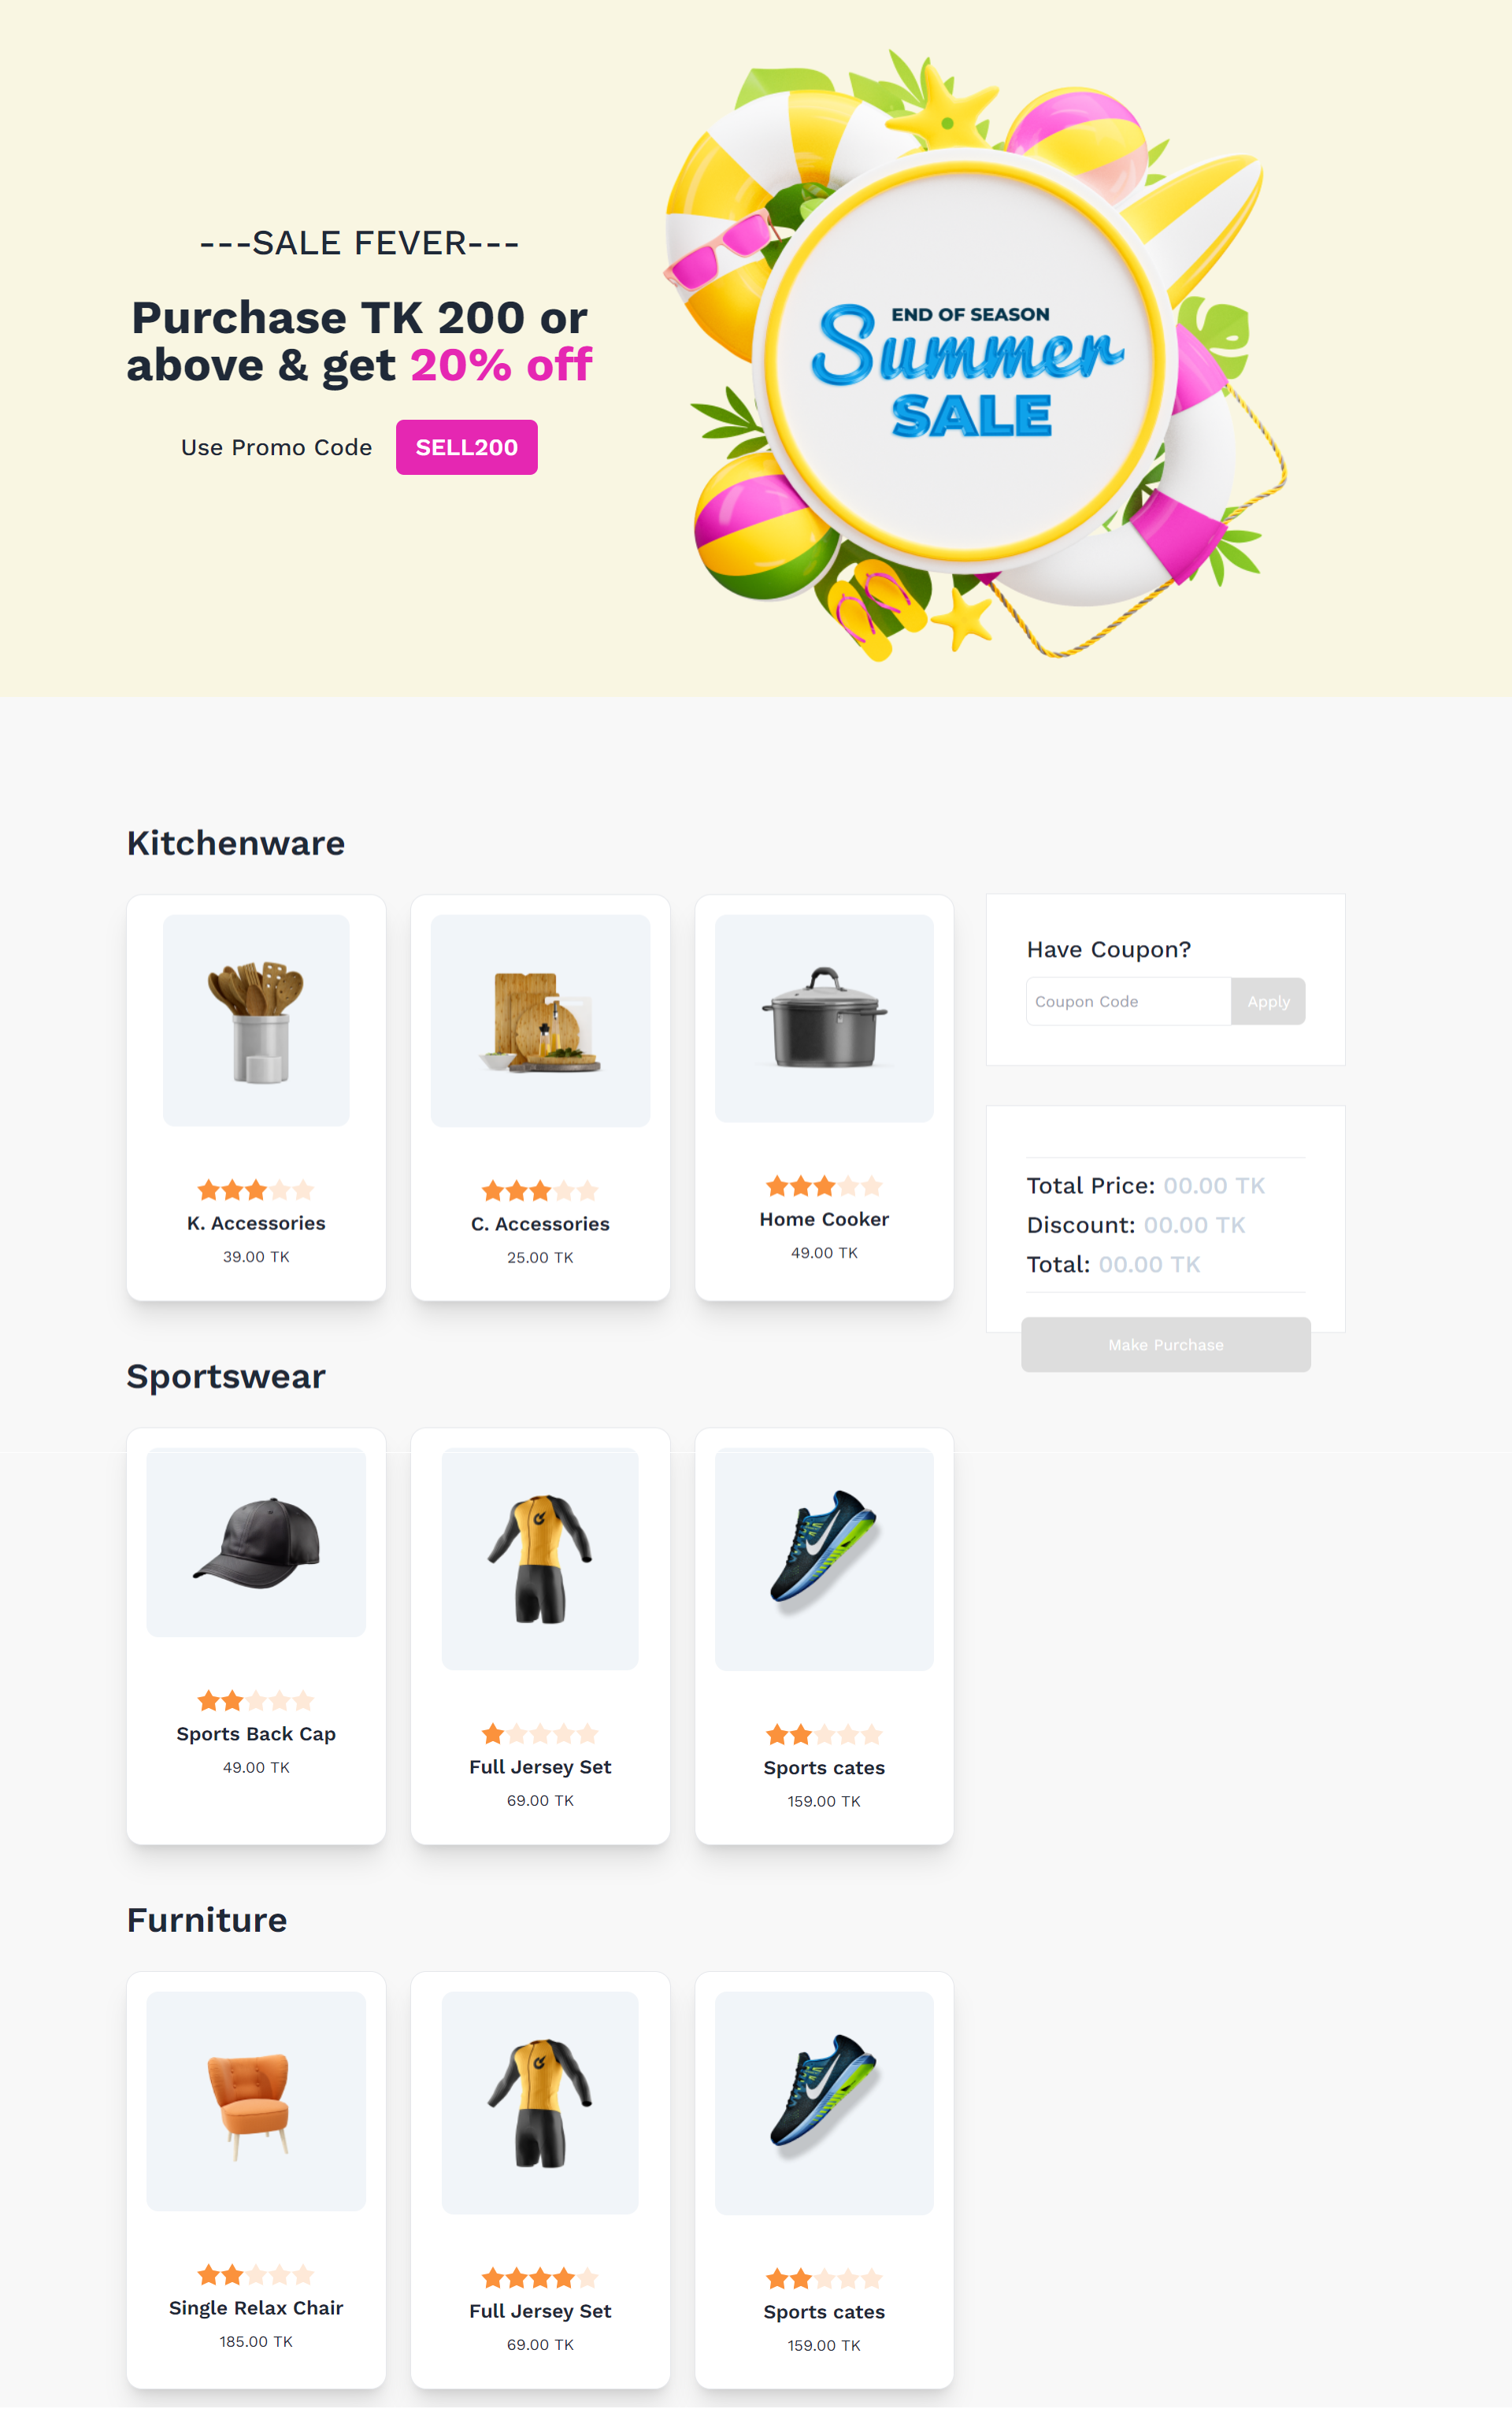 ---SALE FEVER---
Purchase TK 200 or
above & get 20% off
Use Promo Code SELL200
END OF SEASON
Summer
SALE
Kitchenware
K. Accessories
39.00 TK
C. Accessories
25.00 TK
Home Cooker
49.00 TK
Have Coupon?
Coupon Code Apply
Total Price: 00.00 TK
Discount: 00.00 TK
Total: 00.00 TK
Make Purchase
Sportswear
Sports Back Cap
49.00 TK
Full Jersey Set
69.00 TK
Sports cates
159.00 TK
Furniture
Single Relax Chair
185.00 TK
Full Jersey Set
69.00 TK
Sports cates
159.00 TK